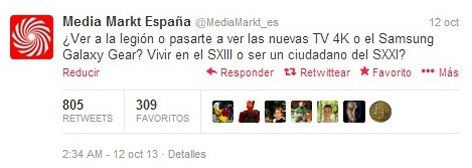 Media Markt España @MediaMarkt_es 12 oct
¿Ver a la legión o pasarte a ver las nuevas TV 4K o el Samsung
Galaxy Gear? Vivir en el SXIII o ser un ciudadano del SXXI?
Reducir Responder Retwittear Favorito Más
805 309
RETWEETS FAVORITOS
2:34 AM - 12 oct 13 · Detalles